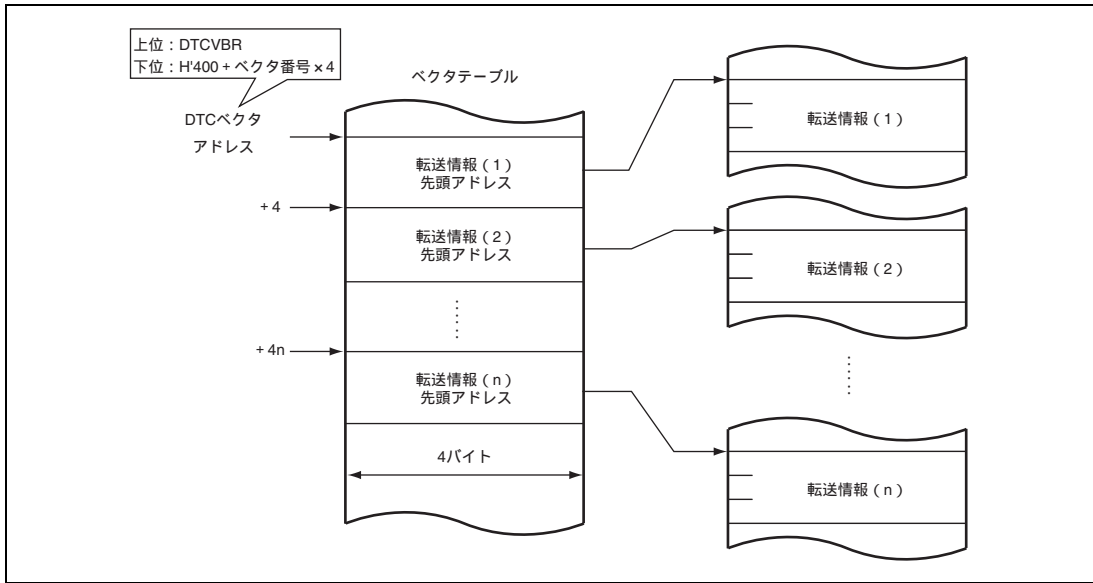 上位：DTCVBR
下位：H'400 + ベクタ番号×4
DTCベクタ
アドレス
ベクタテーブル
転送情報（1）
先頭アドレス
+4
転送情報（2）
先頭アドレス
+4n
転送情報（n）
先頭アドレス
4バイト
転送情報（1）
転送情報（2）
転送情報（n）